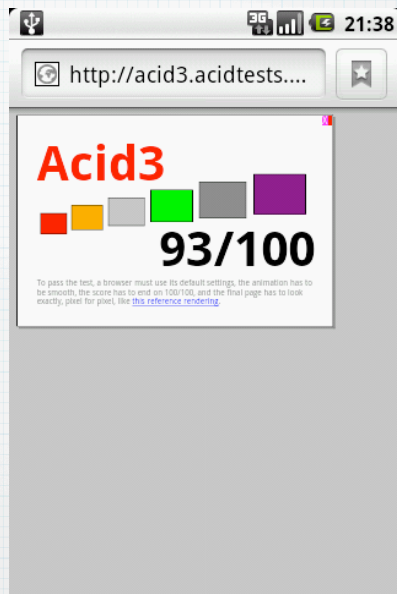 3G 21:38
http://acid3.acidtests....
X
Acid3
93/100
To pass the test, a browser must use its default settings, the animation has to
be smooth, the score has to end on 100/100, and the final page has to look
exactly, pixel for pixel, like this reference rendering.